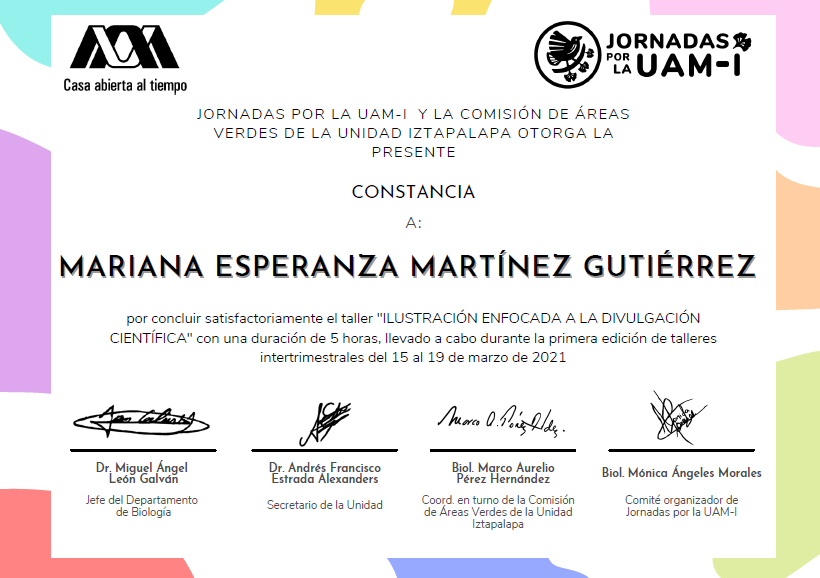 Casa abierta al tiempo
JORNADAS
POR
LA UAM-I
JORNADAS POR LA UAM-I Y LA COMISIÓN DE ÁREAS
VERDES DE LA UNIDAD IZTAPALAPA OTORGA LA
PRESENTE
CONSTANCIA
A:
MARIANA ESPERANZA MARTÍNEZ GUTIÉRREZ
por concluir satisfactoriamente el taller "ILUSTRACIÓN ENFOCADA A LA DIVULGACIÓN
CIENTÍFICA" con una duración de 5 horas, llevado a cabo durante la primera edición de talleres
intertrimestrales del 15 al 19 de marzo de 2021
Dr. Miguel Ángel
León Galván
Jefe del Departamento
de Biología
Dr. Andrés Francisco
Estrada Alexanders
Secretario de la Unidad
Biol. Marco Aurelio
Pérez Hernández
Coord. en turno de la Comisión
de Áreas Verdes de la Unidad
Iztapalapa
Biol. Mónica Ángeles Morales
Comité organizador de
Jornadas por la UAM-I